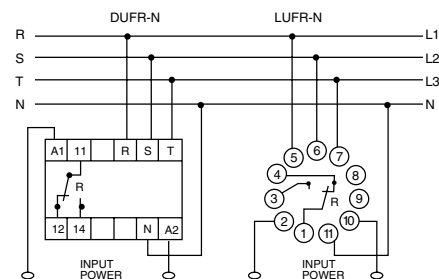 DUFR-N LUFR-N
R L1
S L2
T L3
N N
A1 11 R S T
R
12 14 N A2
INPUT
POWER
5 6 7
4 8
3 R 9
2 1 11 10
INPUT
POWER